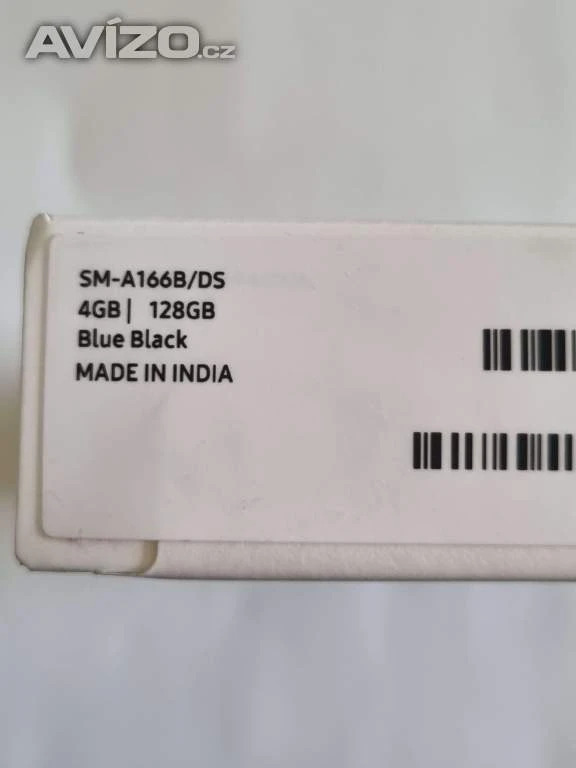 AVÍZO.cz
SM-A166B/DS
4GB | 128GB
Blue Black
MADE IN INDIA